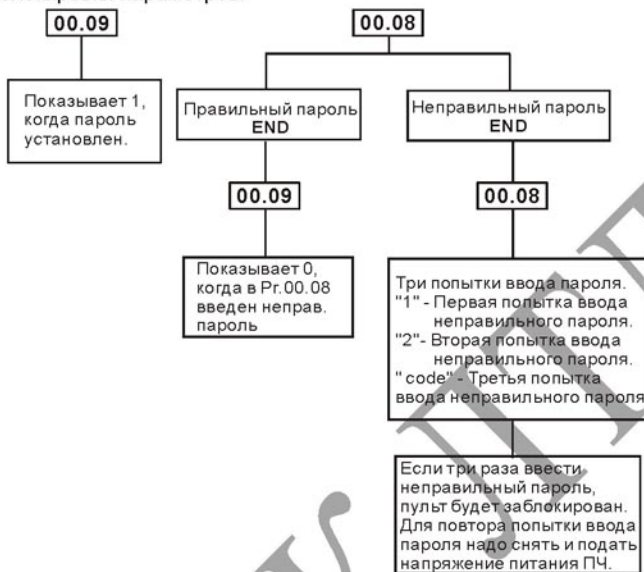 00.09
00.08
Показывает 1,
когда пароль
установлен.
Правильный пароль
END
Неправильный пароль
END
00.09
00.08
Показывает 0,
когда в Pr.00.08
введен неправ.
пароль
Три попытки ввода пароля.
"1" - Первая попытка ввода
неправильного пароля.
"2"- Вторая попытка ввода
неправильного пароля.
" code" - Третья попытка
ввода неправильного пароля
Если три раза ввести
неправильный пароль,
пульт будет заблокирован.
Для повтора попытки ввода
пароля надо снять и подать
напряжение питания ПЧ.